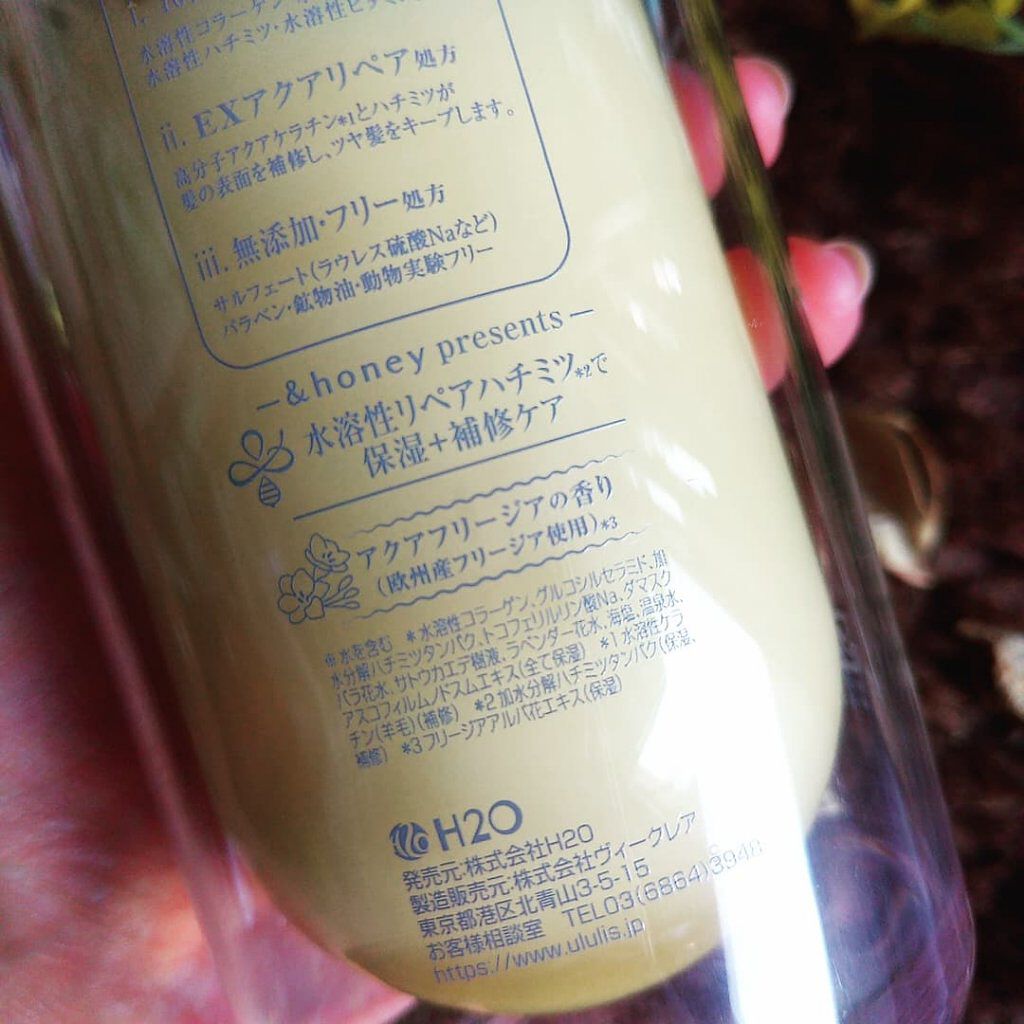 水溶性コラーゲン
水溶性ハチミツ・水溶性ビタミン
ii. EXアクアリペア処方
高分子アクアケラチン*1とハチミツが
髪の表面を補修し、ツヤ髪をキープします。
iii. 無添加・フリー処方
サルフェート(ラウレス硫酸Naなど)
パラベン・鉱物油・動物実験フリー
—&honey presents—
水溶性リペアハチミツ*2で
保湿+補修ケア
アクアフリージアの香り
(欧州産フリージア使用)*3
※水を含む *水溶性コラーゲン、グルコシルセラミド、加
水分解ハチミツタンパク、トコフェリルリン酸Na、ダマスク
バラ花水、サトウカエデ樹液、ラベンダー花水、海塩、温泉水、
アスコフィルムノドスムエキス(全て保湿) *1 水溶性ケラ
チン(羊毛)(補修) *2 加水分解ハチミツタンパク(保湿、
補修) *3 フリージアアルバ花エキス(保湿)
H2O
発売元:株式会社H2O
製造販売元:株式会社ヴィークレア
東京都港区北青山3-5-15
お客様相談室 TEL03(6864)3948
https://www.ululis.jp